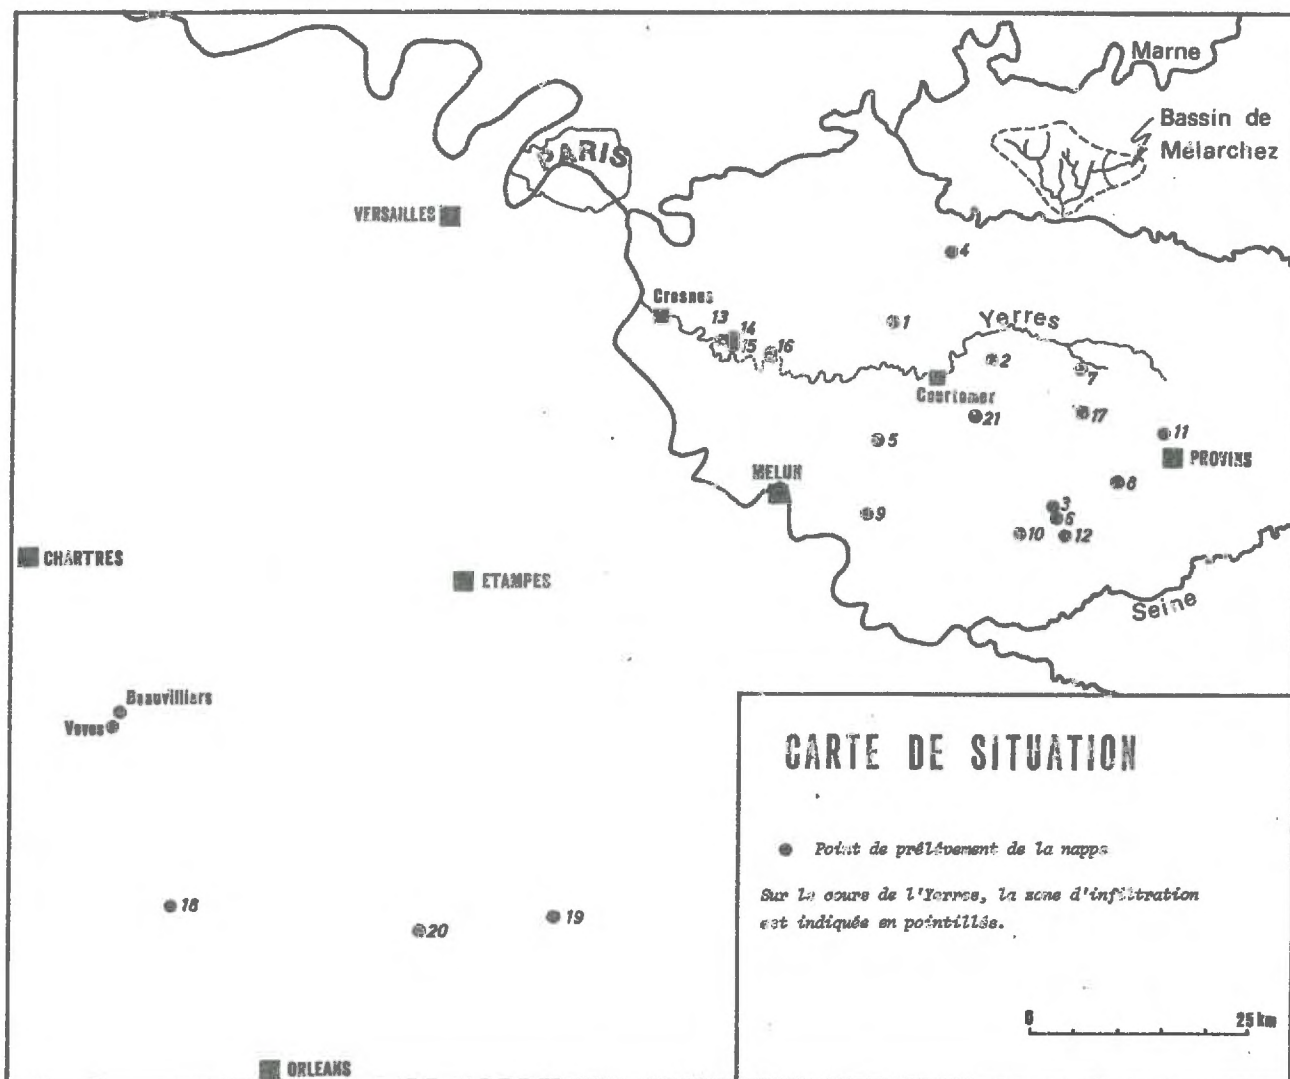 Marne
Bassin de
Mélarchez
PARIS
VERSAILLES
4
Crosnes
13
14
15
16
1
Yerres
2
7
Courtomer
21
17
11
PROVINS
5
MELUN
8
3
6
9
10
12
CHARTRES
ETAMPES
Seine
Beauvilliers
Voves
CARTE DE SITUATION
Point de prélèvement de la nappe
Sur le cours de l'Yerres, la zone d'infiltration
est indiquée en pointillés.
18
20
19
0 25 km
ORLEANS